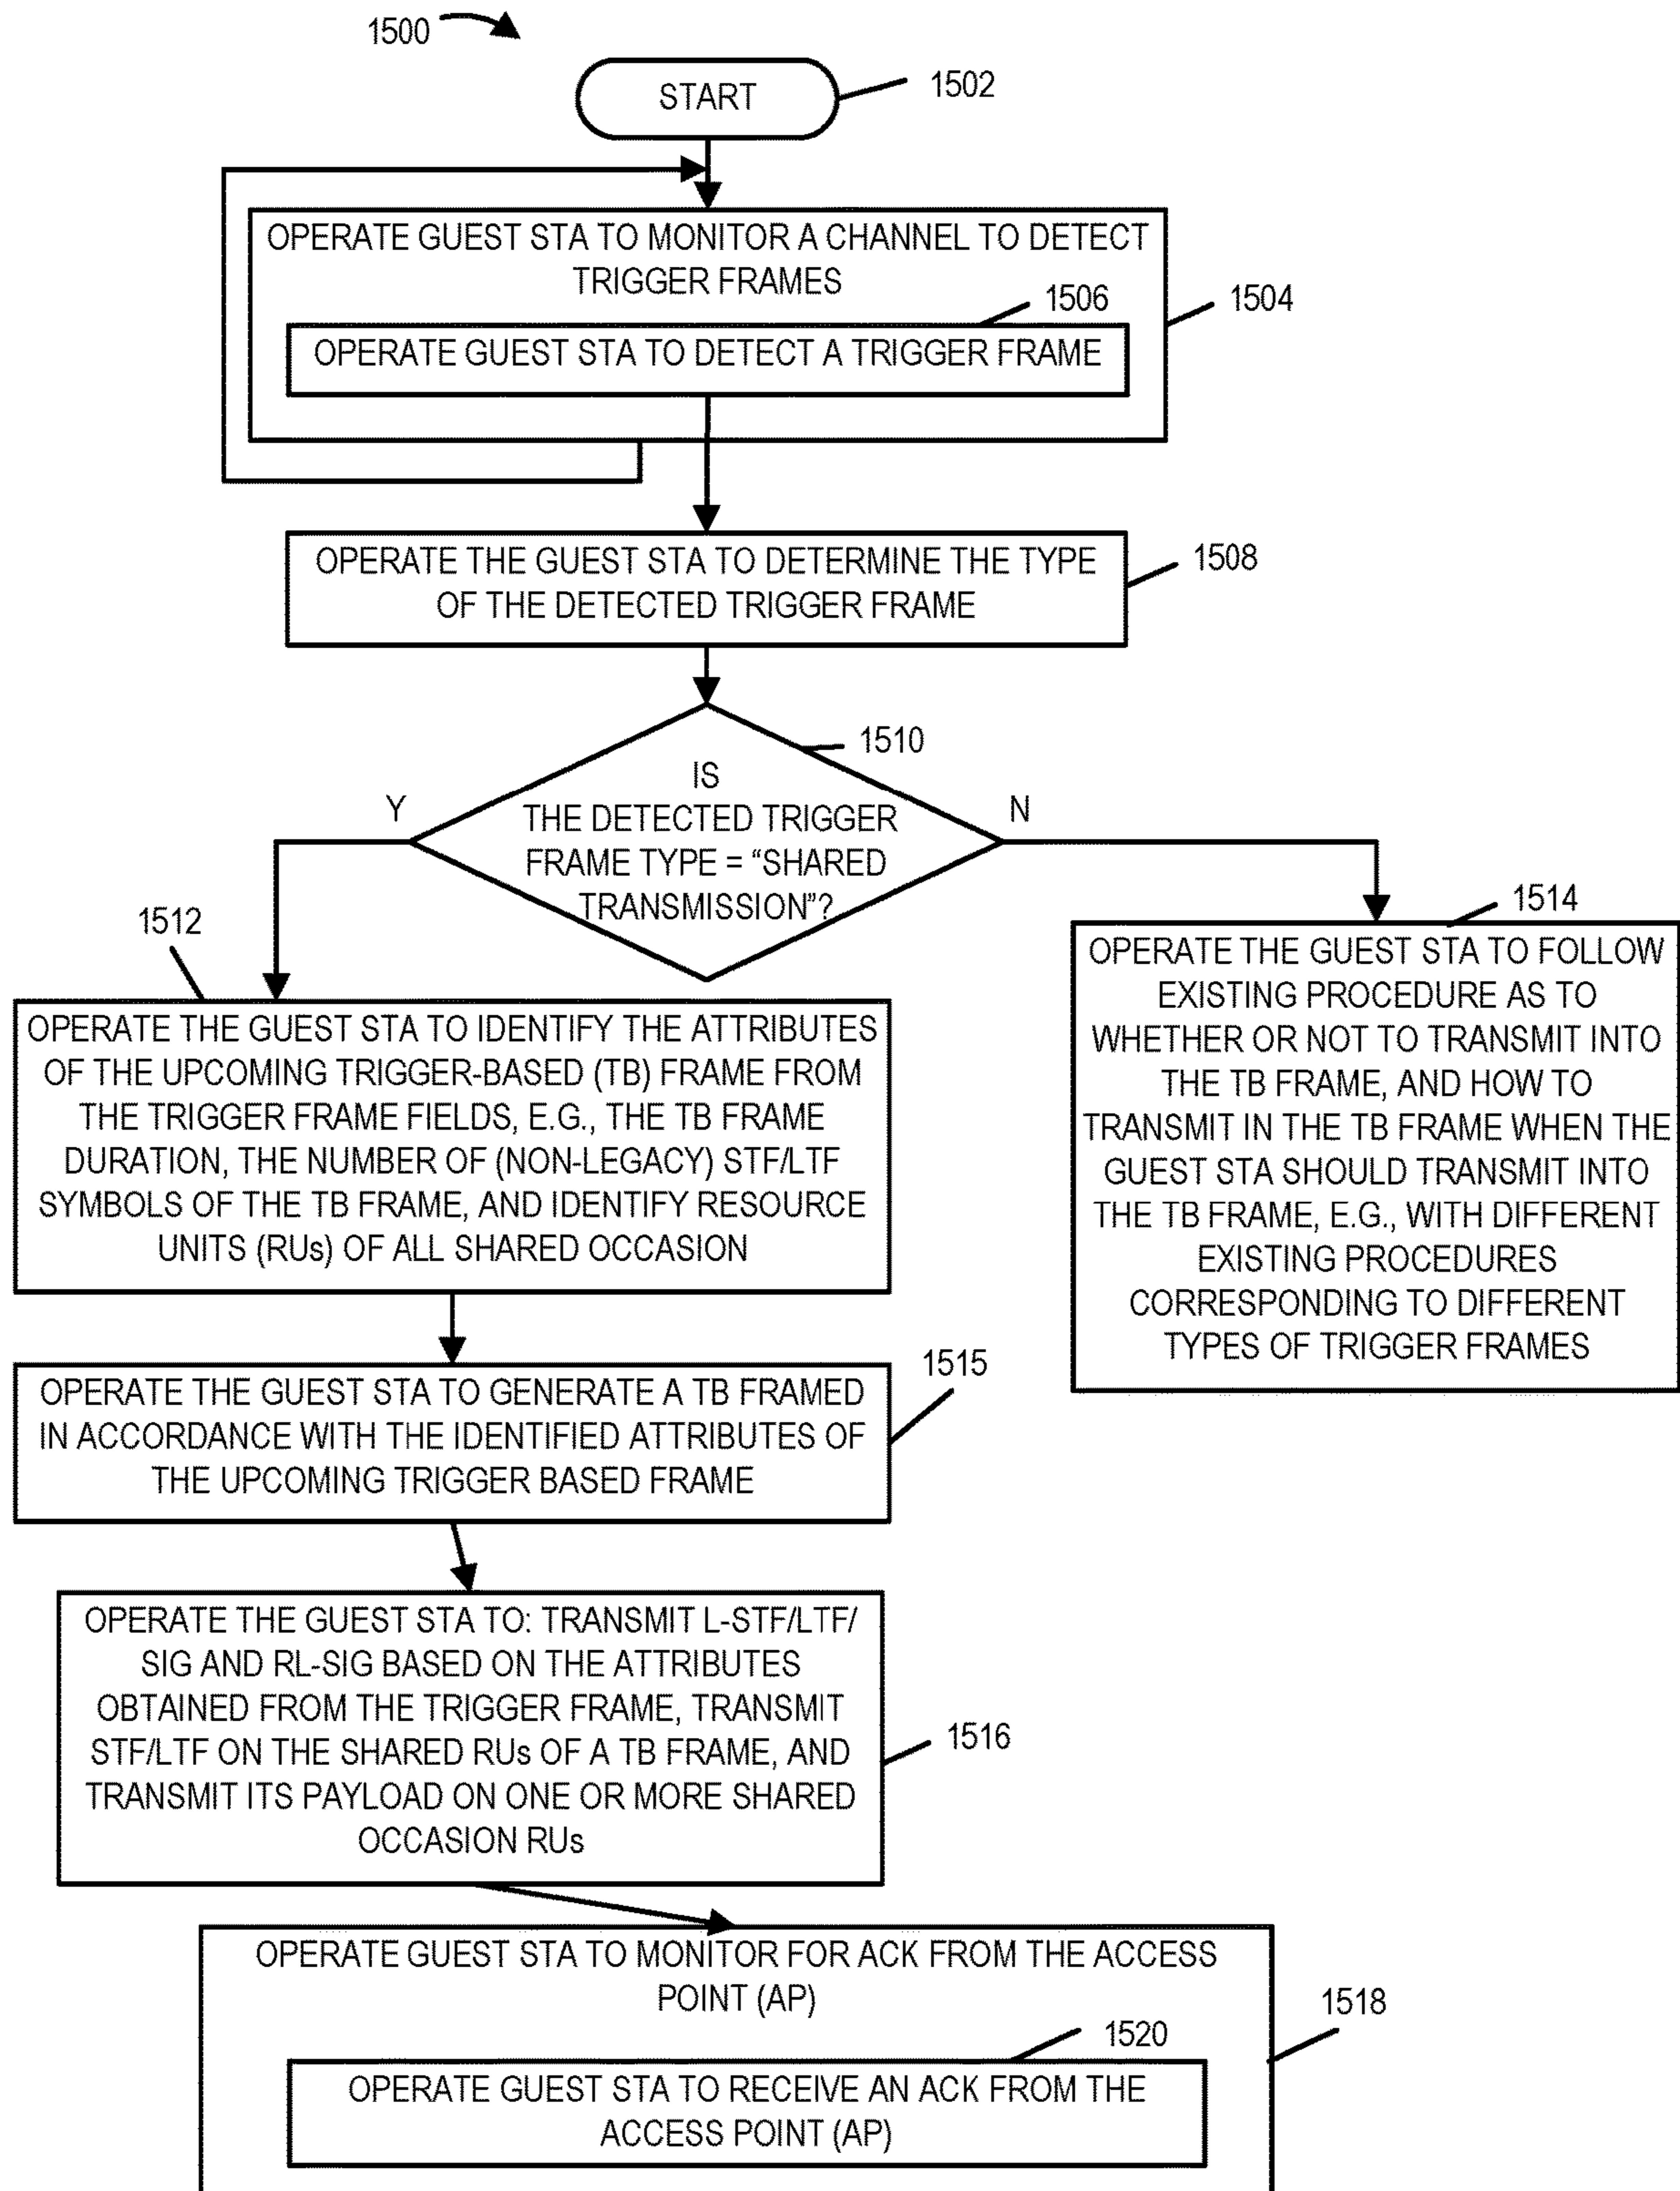 1500
START
1502
OPERATE GUEST STA TO MONITOR A CHANNEL TO DETECT
TRIGGER FRAMES
1506
1504
OPERATE GUEST STA TO DETECT A TRIGGER FRAME
OPERATE THE GUEST STA TO DETERMINE THE TYPE
OF THE DETECTED TRIGGER FRAME
1508
1510
IS
THE DETECTED TRIGGER
FRAME TYPE = “SHARED
TRANSMISSION”?
Y
N
1512
OPERATE THE GUEST STA TO IDENTIFY THE ATTRIBUTES
OF THE UPCOMING TRIGGER-BASED (TB) FRAME FROM
THE TRIGGER FRAME FIELDS, E.G., THE TB FRAME
DURATION, THE NUMBER OF (NON-LEGACY) STF/LTF
SYMBOLS OF THE TB FRAME, AND IDENTIFY RESOURCE
UNITS (RUs) OF ALL SHARED OCCASION
1514
OPERATE THE GUEST STA TO FOLLOW
EXISTING PROCEDURE AS TO
WHETHER OR NOT TO TRANSMIT INTO
THE TB FRAME, AND HOW TO
TRANSMIT IN THE TB FRAME WHEN THE
GUEST STA SHOULD TRANSMIT INTO
THE TB FRAME, E.G., WITH DIFFERENT
EXISTING PROCEDURES
CORRESPONDING TO DIFFERENT
TYPES OF TRIGGER FRAMES
1515
OPERATE THE GUEST STA TO GENERATE A TB FRAMED
IN ACCORDANCE WITH THE IDENTIFIED ATTRIBUTES OF
THE UPCOMING TRIGGER BASED FRAME
OPERATE THE GUEST STA TO: TRANSMIT L-STF/LTF/
SIG AND RL-SIG BASED ON THE ATTRIBUTES
OBTAINED FROM THE TRIGGER FRAME, TRANSMIT
STF/LTF ON THE SHARED RUs OF A TB FRAME, AND
TRANSMIT ITS PAYLOAD ON ONE OR MORE SHARED
OCCASION RUs
1516
OPERATE GUEST STA TO MONITOR FOR ACK FROM THE ACCESS
POINT (AP)
1518
1520
OPERATE GUEST STA TO RECEIVE AN ACK FROM THE
ACCESS POINT (AP)